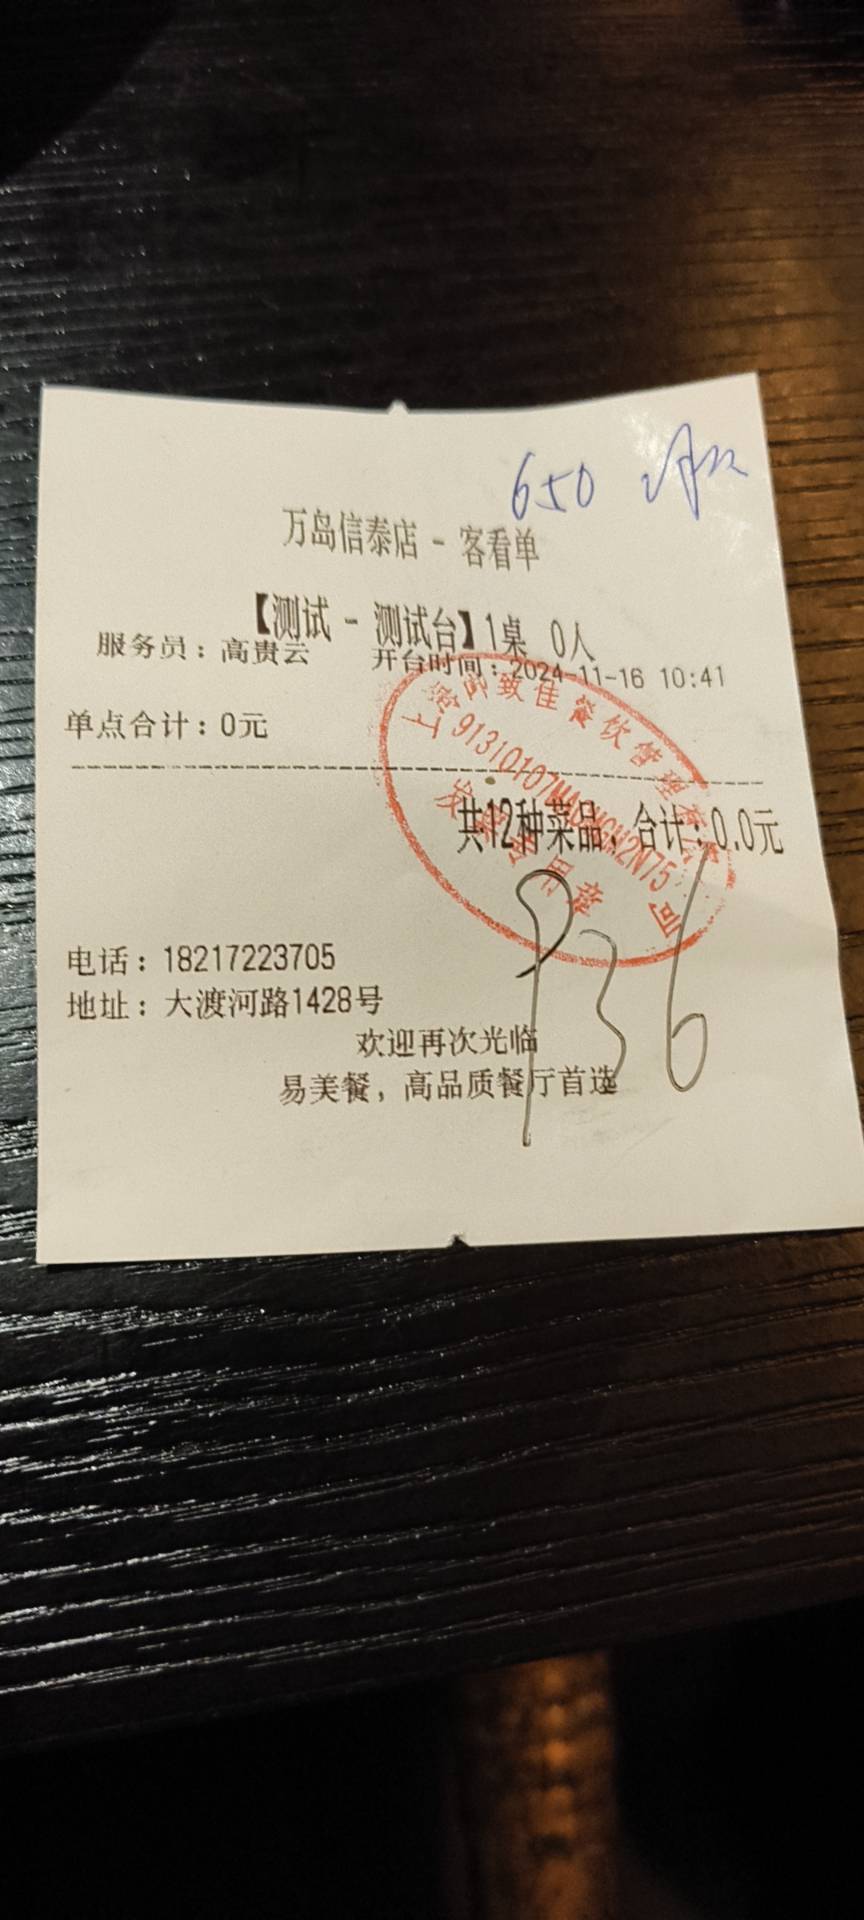 650
万岛信泰店 - 客看单
【测试 - 测试台】1桌 0人
服务员：高贵云 开台时间：2024-11-16 10:41
单点合计：0元
共12种菜品，合计：0.0元
电话：18217223705
地址：大渡河路1428号
欢迎再次光临
易美餐，高品质餐厅首选
P36